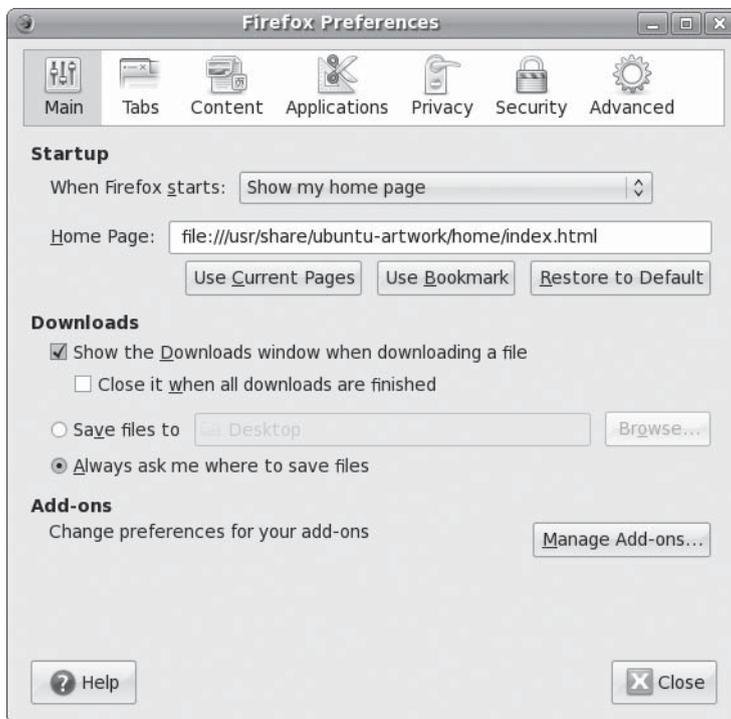 Firefox Preferences
Main Tabs Content Applications Privacy Security Advanced
Startup
When Firefox starts: Show my home page
Home Page: file:///usr/share/ubuntu-artwork/home/index.html
Use Current Pages Use Bookmark Restore to Default
Downloads
Show the Downloads window when downloading a file
Close it when all downloads are finished
Save files to Desktop Browse...
Always ask me where to save files
Add-ons
Change preferences for your add-ons Manage Add-ons...
Help Close